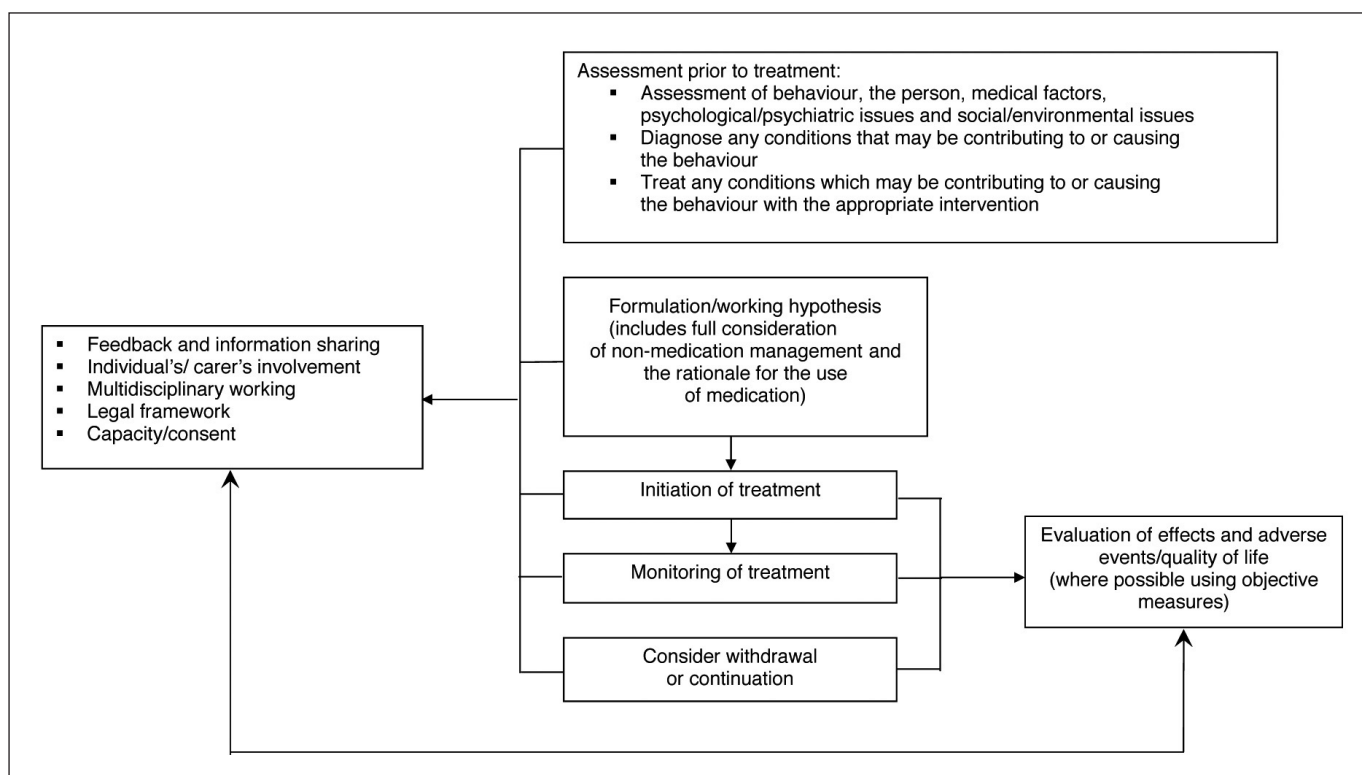 Assessment prior to treatment:
▪ Assessment of behaviour, the person, medical factors,
psychological/psychiatric issues and social/environmental issues
▪ Diagnose any conditions that may be contributing to or causing
the behaviour
▪ Treat any conditions which may be contributing to or causing
the behaviour with the appropriate intervention
Formulation/working hypothesis
(includes full consideration
of non-medication management and
the rationale for the use
of medication)
▪ Feedback and information sharing
▪ Individual's/ carer's involvement
▪ Multidisciplinary working
▪ Legal framework
▪ Capacity/consent
Initiation of treatment
Monitoring of treatment
Consider withdrawal
or continuation
Evaluation of effects and adverse
events/quality of life
(where possible using objective
measures)